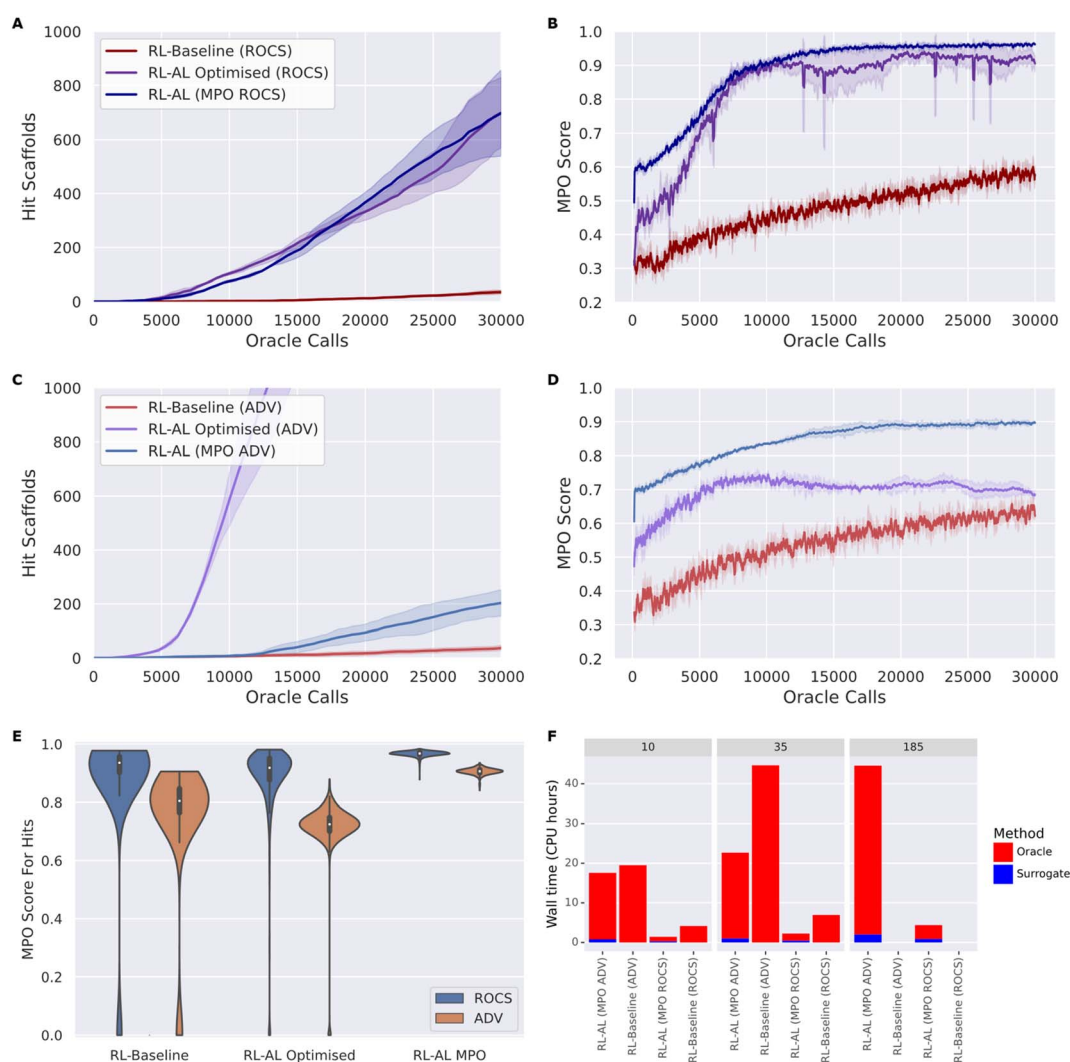 A
1000
800
600
400
200
0
RL-Baseline (ROCS)
RL-AL Optimised (ROCS)
RL-AL (MPO ROCS)
Hit Scaffolds
0 5000 10000 15000 20000 25000 30000
Oracle Calls
B
1.0
0.9
0.8
0.7
0.6
0.5
0.4
0.3
0.2
MPO Score
0 5000 10000 15000 20000 25000 30000
Oracle Calls
C
1000
800
600
400
200
0
RL-Baseline (ADV)
RL-AL Optimised (ADV)
RL-AL (MPO ADV)
Hit Scaffolds
0 5000 10000 15000 20000 25000 30000
Oracle Calls
D
1.0
0.9
0.8
0.7
0.6
0.5
0.4
0.3
0.2
MPO Score
0 5000 10000 15000 20000 25000 30000
Oracle Calls
E
1.0
0.8
0.6
0.4
0.2
0.0
MPO Score For Hits
ROCS
ADV
RL-Baseline RL-AL Optimised RL-AL MPO
F
10 35 185
40
30
20
10
0
Wall time (CPU hours)
RL-AL (MPO ADV)
RL-Baseline (ADV)
RL-AL (MPO ROCS)
RL-Baseline (ROCS)
RL-AL (MPO ADV)
RL-Baseline (ADV)
RL-AL (MPO ROCS)
RL-Baseline (ROCS)
RL-AL (MPO ADV)
RL-Baseline (ADV)
RL-AL (MPO ROCS)
RL-Baseline (ROCS)
Method
Oracle
Surrogate